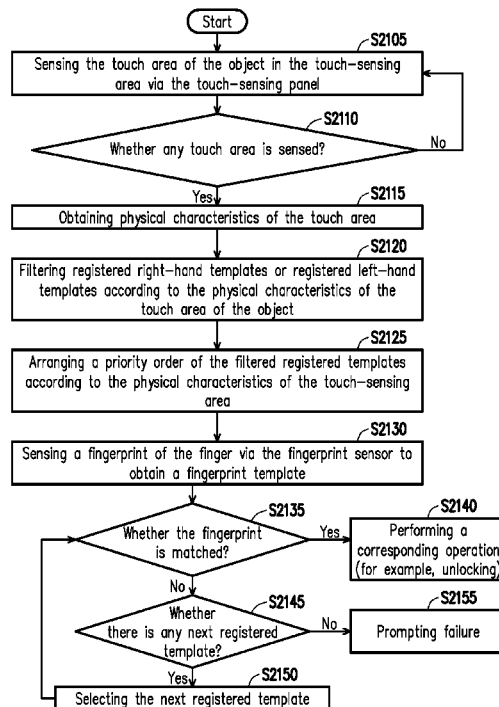 Start
S2105
Sensing the touch area of the object in the touch-sensing
area via the touch-sensing panel
S2110
Whether any touch area is sensed?
No
Yes
S2115
Obtaining physical characteristics of the touch area
S2120
Filtering registered right-hand templates or registered left-hand
templates according to the physical characteristics of the
touch area of the object
S2125
Arranging a priority order of the filtered registered templates
according to the physical characteristics of the touch-sensing
area
S2130
Sensing a fingerprint of the finger via the fingerprint sensor to
obtain a fingerprint template
S2135
Whether the fingerprint
is matched?
Yes
S2140
Performing a
corresponding operation
(for example, unlocking)
No
S2145
Whether
there is any next registered
template?
No
S2155
Prompting failure
Yes
S2150
Selecting the next registered template